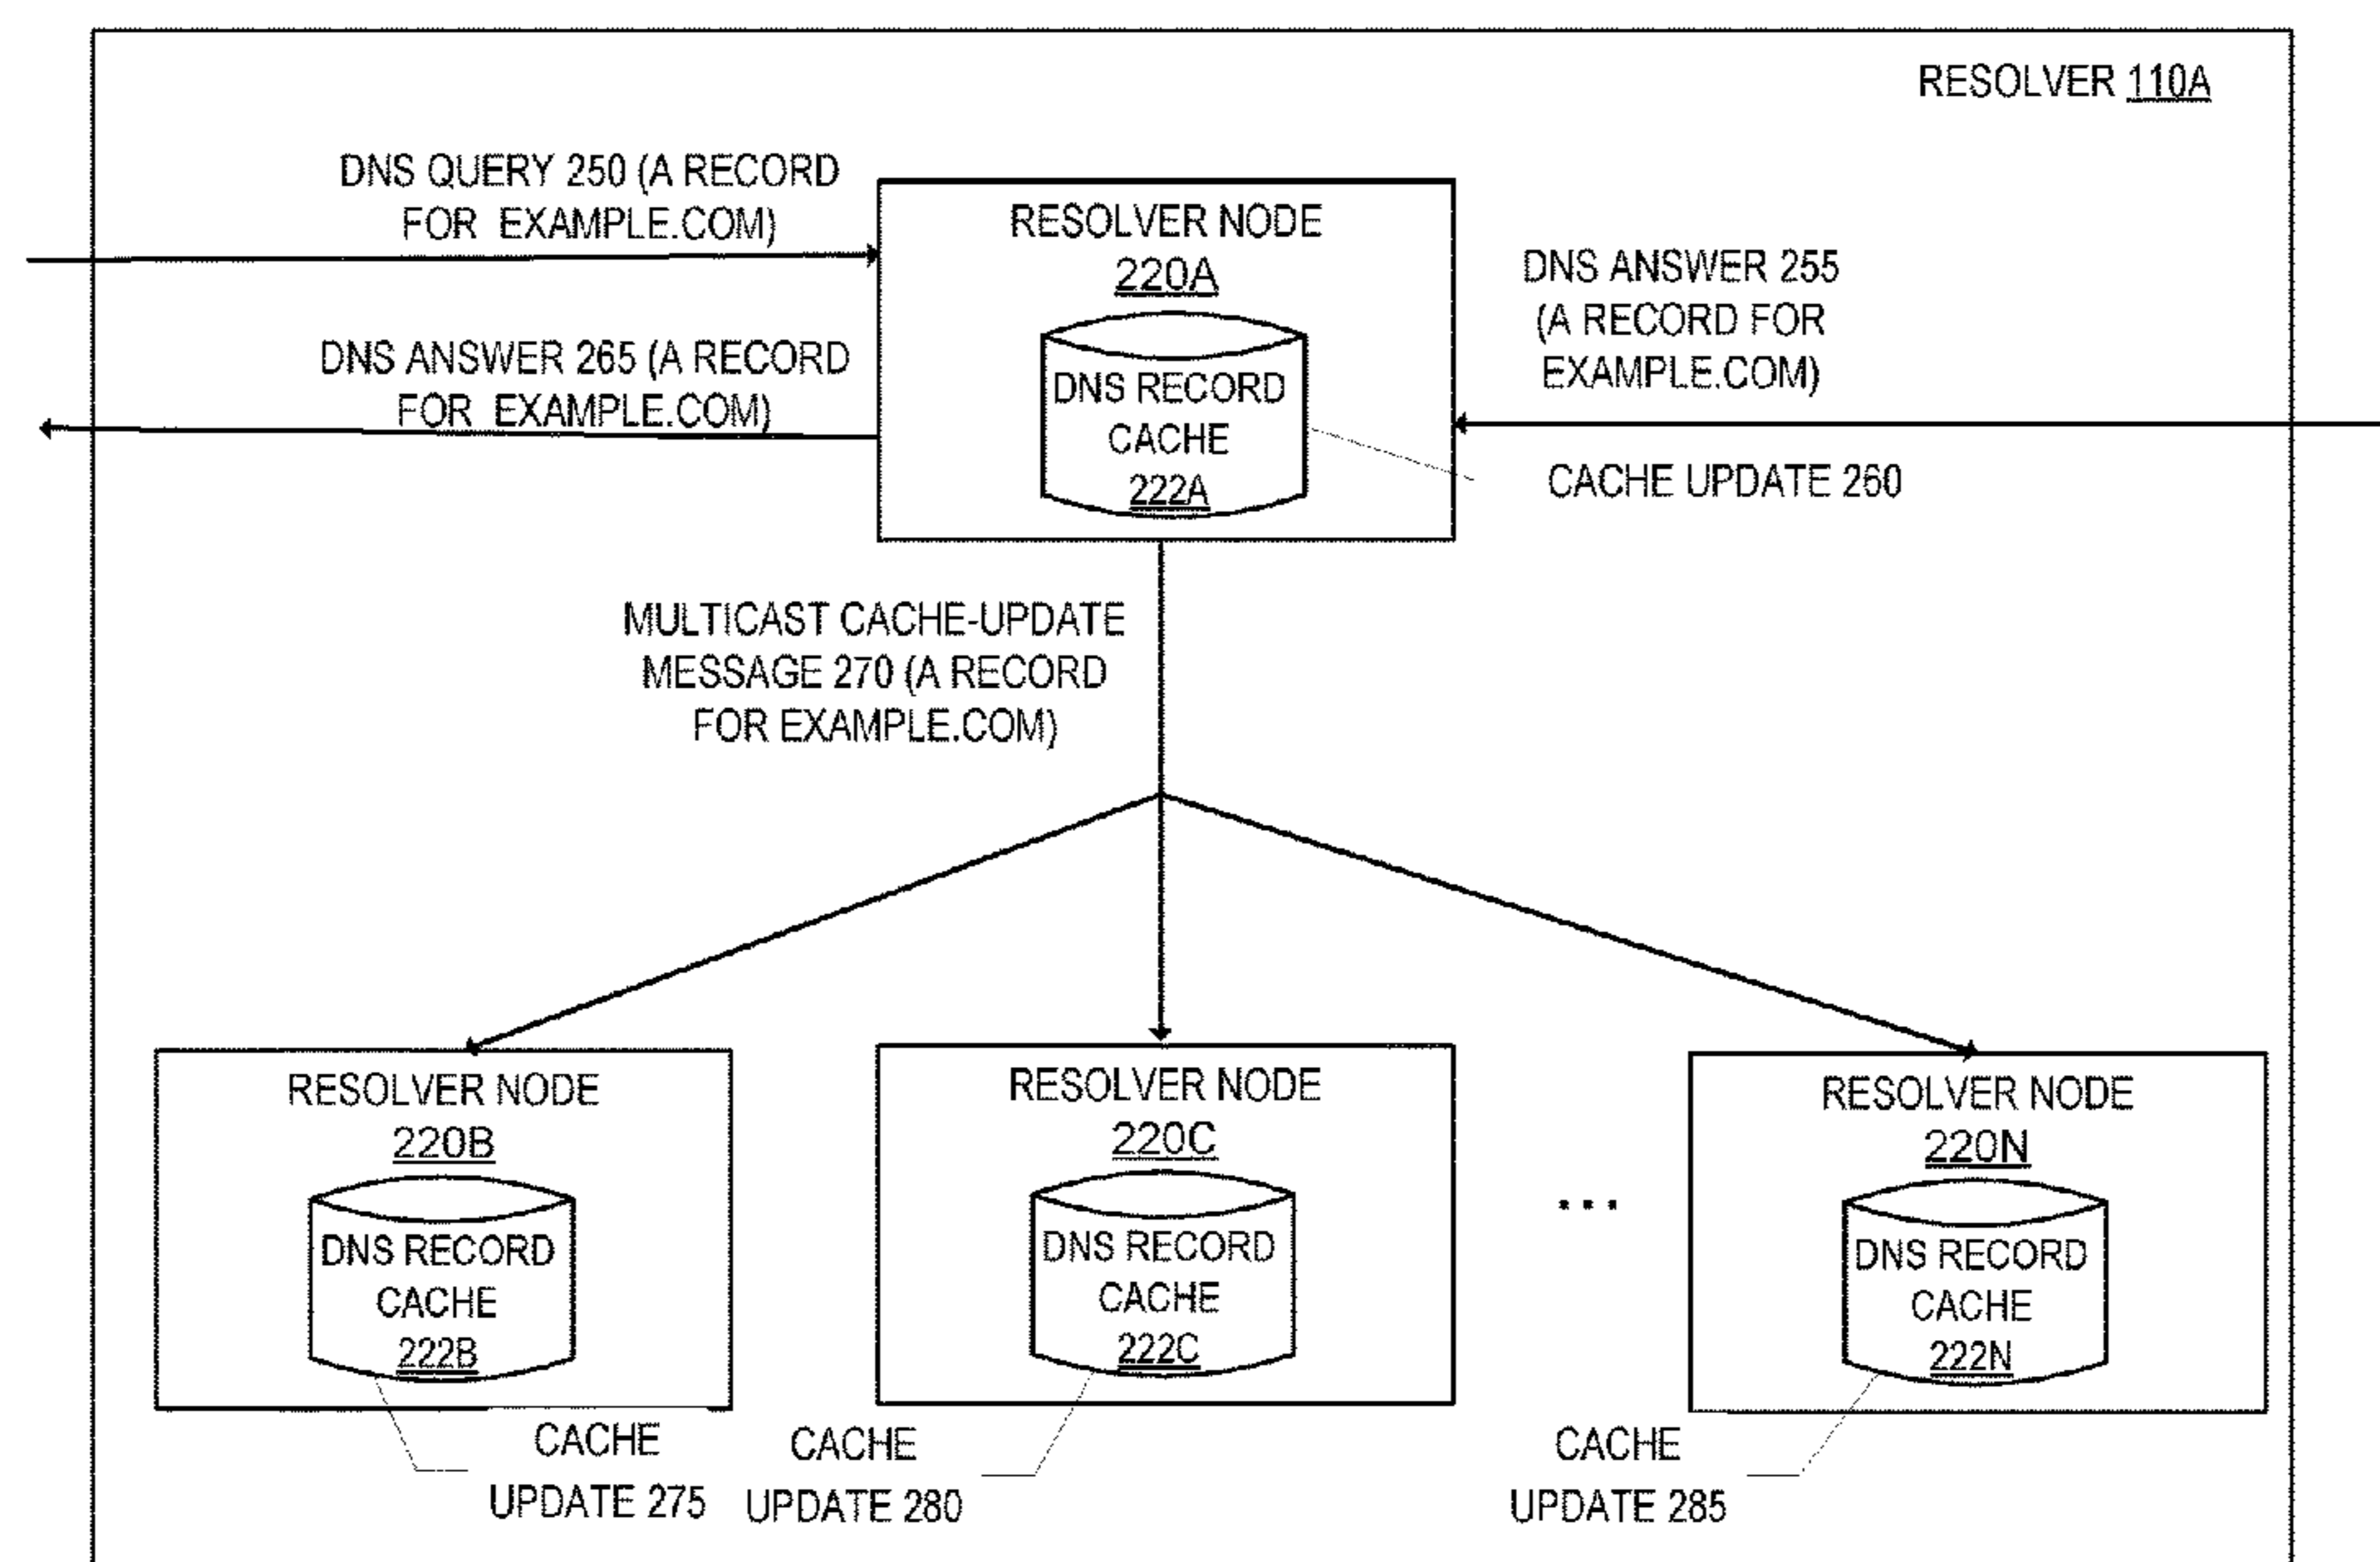 RESOLVER 110A
DNS QUERY 250 (A RECORD
FOR EXAMPLE.COM)
RESOLVER NODE
220A
DNS RECORD
CACHE
222A
DNS ANSWER 255
(A RECORD FOR
EXAMPLE.COM)
DNS ANSWER 265 (A RECORD
FOR EXAMPLE.COM)
CACHE UPDATE 260
MULTICAST CACHE-UPDATE
MESSAGE 270 (A RECORD
FOR EXAMPLE.COM)
RESOLVER NODE
220B
DNS RECORD
CACHE
222B
CACHE
UPDATE 275
RESOLVER NODE
220C
DNS RECORD
CACHE
222C
CACHE
UPDATE 280
...
RESOLVER NODE
220N
DNS RECORD
CACHE
222N
CACHE
UPDATE 285